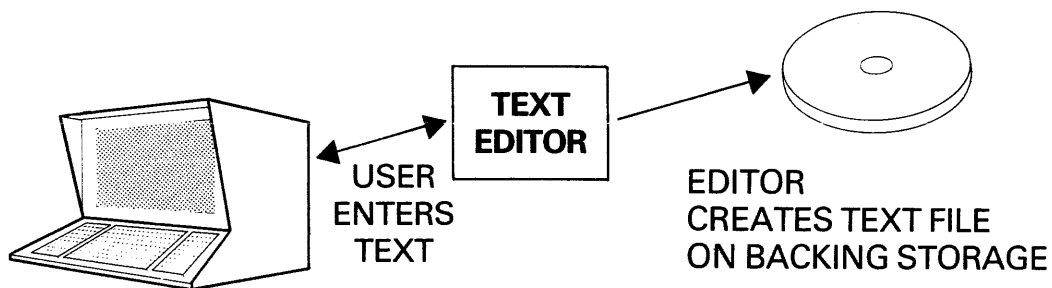 TEXT
EDITOR
USER
ENTERS
TEXT
EDITOR
CREATES TEXT FILE
ON BACKING STORAGE